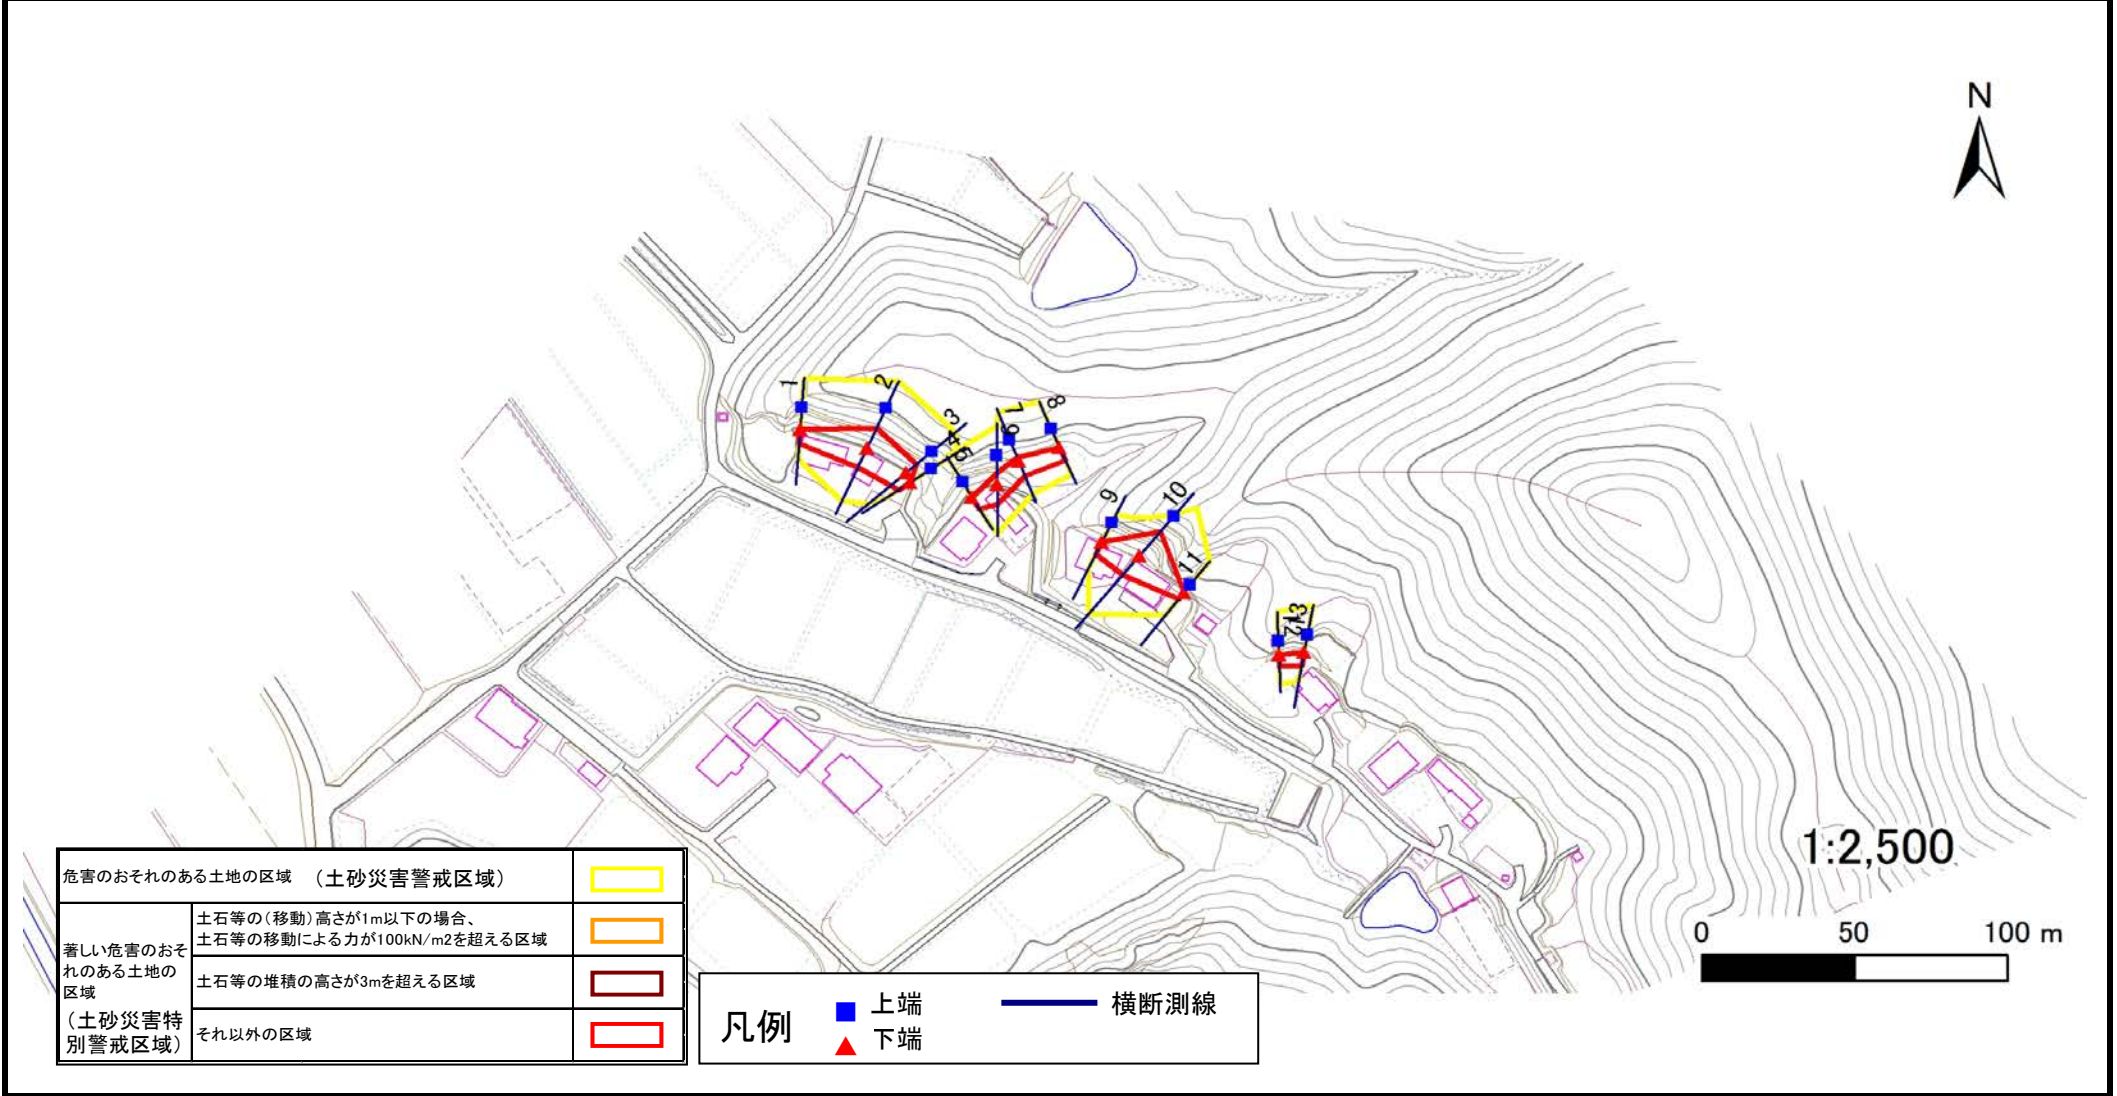 N
1
2
3
4
5
6
7
8
9
10
11
12
13
1:2,500
0 50 100 m
危害のおそれのある土地の区域 （土砂災害警戒区域）
著しい危害のおそ
れのある土地の
区域
（土砂災害特
別警戒区域）
土石等の（移動）高さが1m以下の場合、
土石等の移動による力が100kN/m2を超える区域
土石等の堆積の高さが3mを超える区域
それ以外の区域
凡例
上端
下端
横断測線